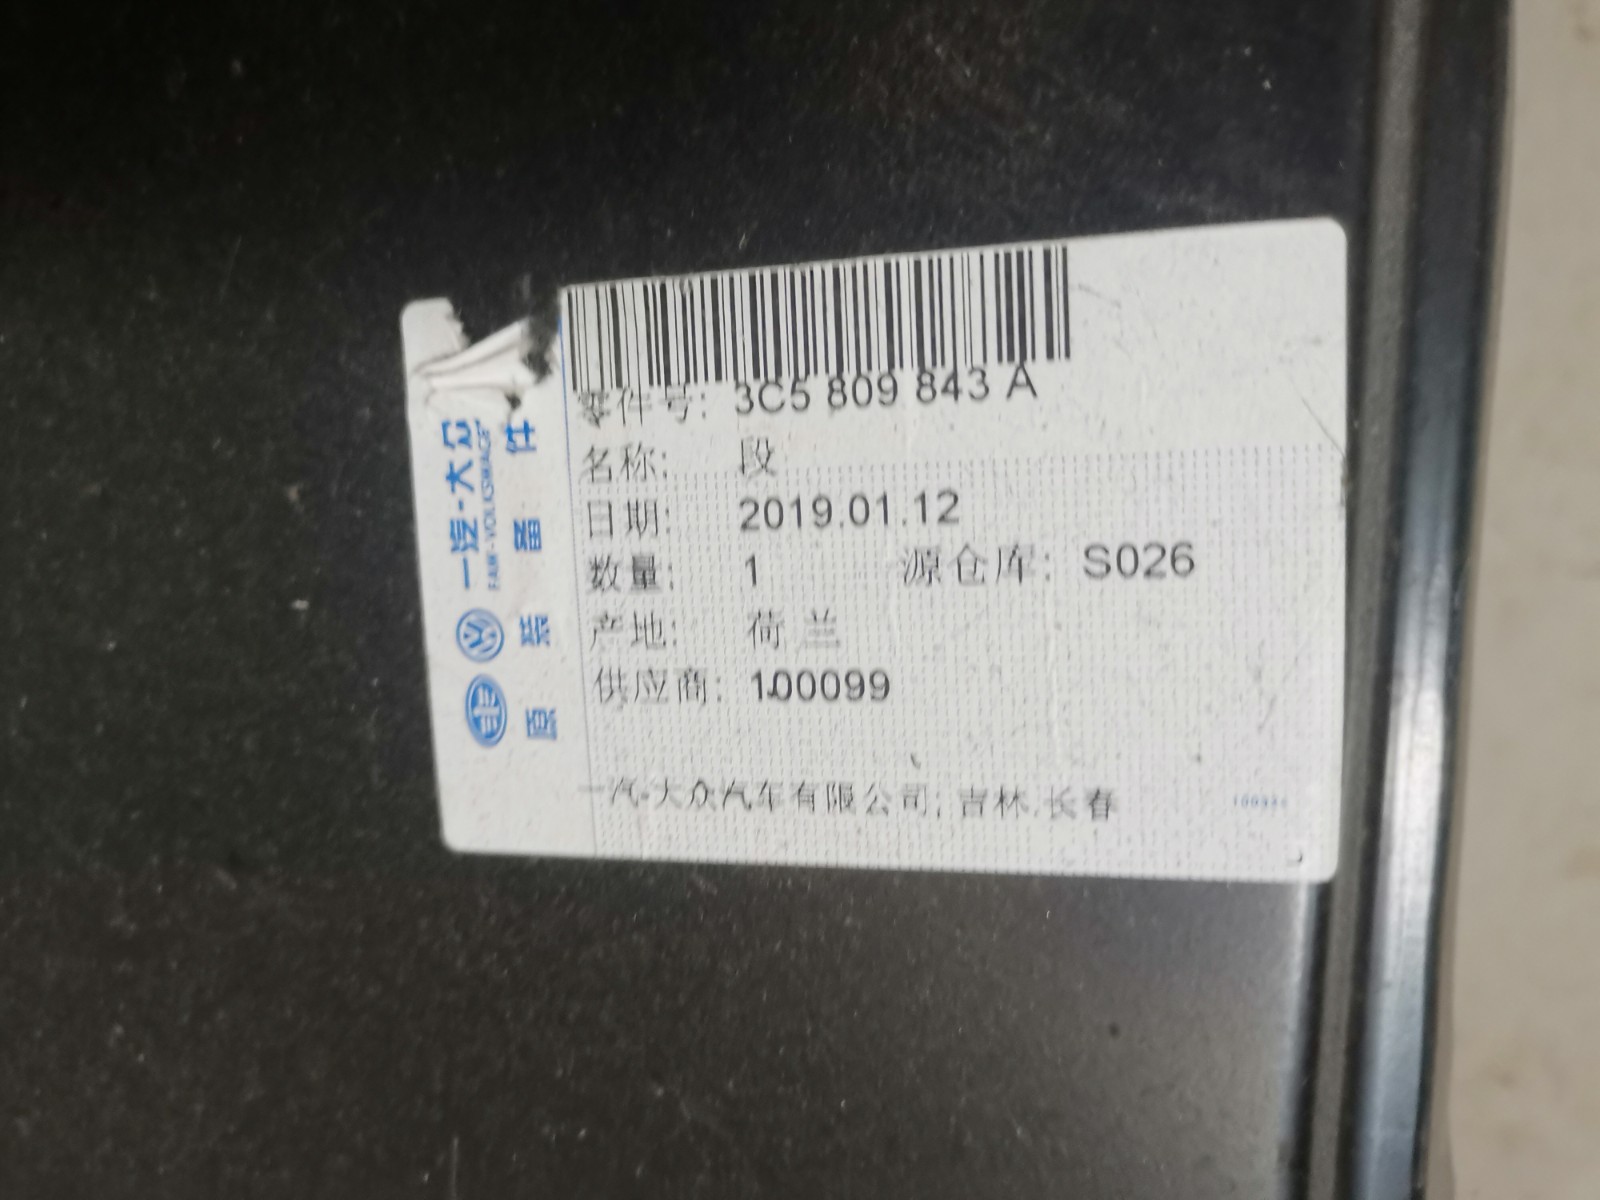 零件号: 3C5 809 843 A
名称: 段
日期: 2019.01.12
数量: 1 源仓库: S026
产地: 荷兰
供应商: 100099
一汽-大众汽车有限公司; 吉林.长春
一汽-大众
FAW-VOLKSWAGEN
原装备件